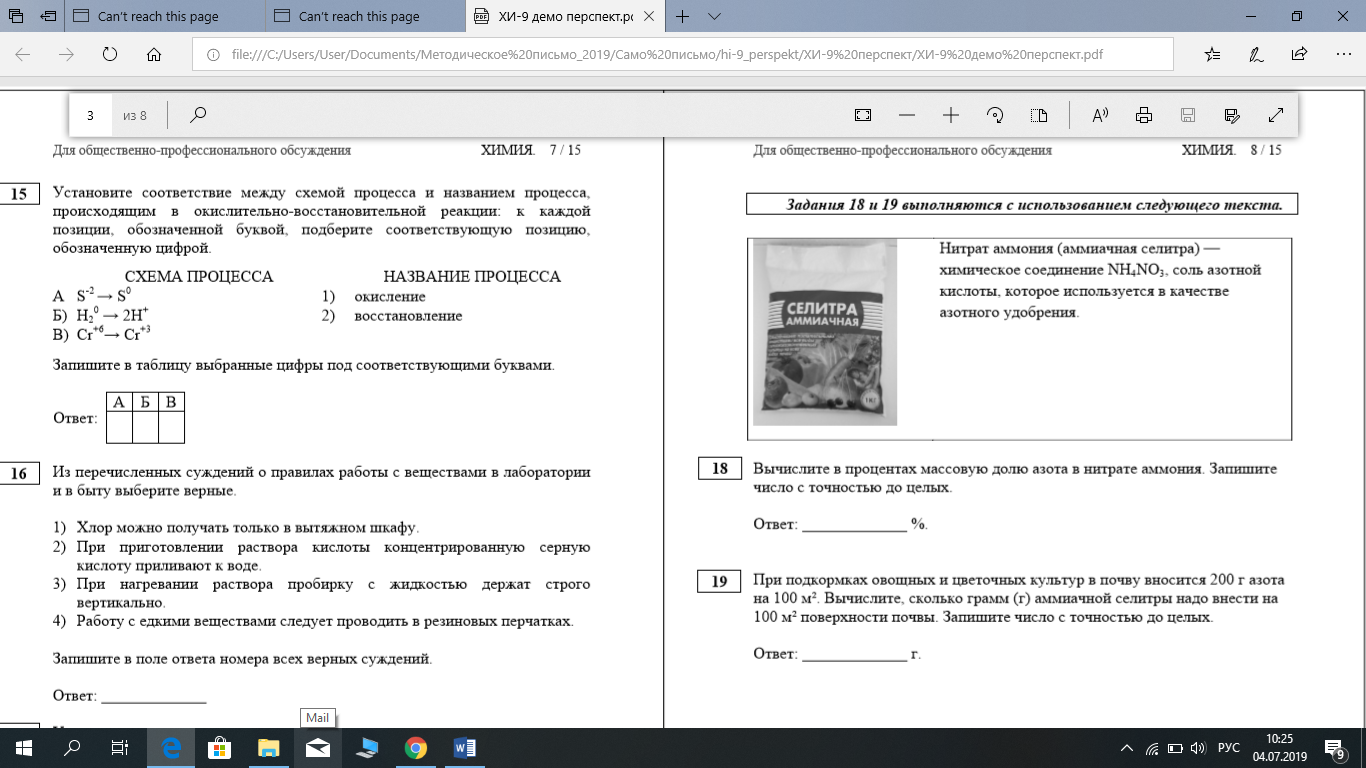 Can't reach this page
Can't reach this page
ХИ-9 демо перспект.pc
file:///C:/Users/User/Documents/Методическое%20письмо_2019/Само%20письмо/hi-9_perspekt/ХИ-9%20перспект/ХИ-9%20демо%20перспект.pdf
3 из 8
Для общественно-профессионального обсуждения ХИМИЯ. 7 / 15
15 Установите соответствие между схемой процесса и названием процесса,
происходящим в окислительно-восстановительной реакции: к каждой
позиции, обозначенной буквой, подберите соответствующую позицию,
обозначенную цифрой.
СХЕМА ПРОЦЕССА НАЗВАНИЕ ПРОЦЕССА
А S⁻² → S⁰ 1) окисление
Б) H₂⁰ → 2H⁺ 2) восстановление
В) Cr⁺⁶→ Cr⁺³
Запишите в таблицу выбранные цифры под соответствующими буквами.
А Б В
Ответ:
16 Из перечисленных суждений о правилах работы с веществами в лаборатории
и в быту выберите верные.
1) Хлор можно получать только в вытяжном шкафу.
2) При приготовлении раствора кислоты концентрированную серную
кислоту приливают к воде.
3) При нагревании раствора пробирку с жидкостью держат строго
вертикально.
4) Работу с едкими веществами следует проводить в резиновых перчатках.
Запишите в поле ответа номера всех верных суждений.
Ответ: ______________
Для общественно-профессионального обсуждения ХИМИЯ. 8 / 15
Задания 18 и 19 выполняются с использованием следующего текста.
СЕЛИТРА
АММИАЧНАЯ
1кг
Нитрат аммония (аммиачная селитра) —
химическое соединение NH₄NO₃, соль азотной
кислоты, которое используется в качестве
азотного удобрения.
18 Вычислите в процентах массовую долю азота в нитрате аммония. Запишите
число с точностью до целых.
Ответ: ______________ %.
19 При подкормках овощных и цветочных культур в почву вносится 200 г азота
на 100 м². Вычислите, сколько грамм (г) аммиачной селитры надо внести на
100 м² поверхности почвы. Запишите число с точностью до целых.
Ответ: ______________ г.
Mail
РУС
10:25
04.07.2019
9